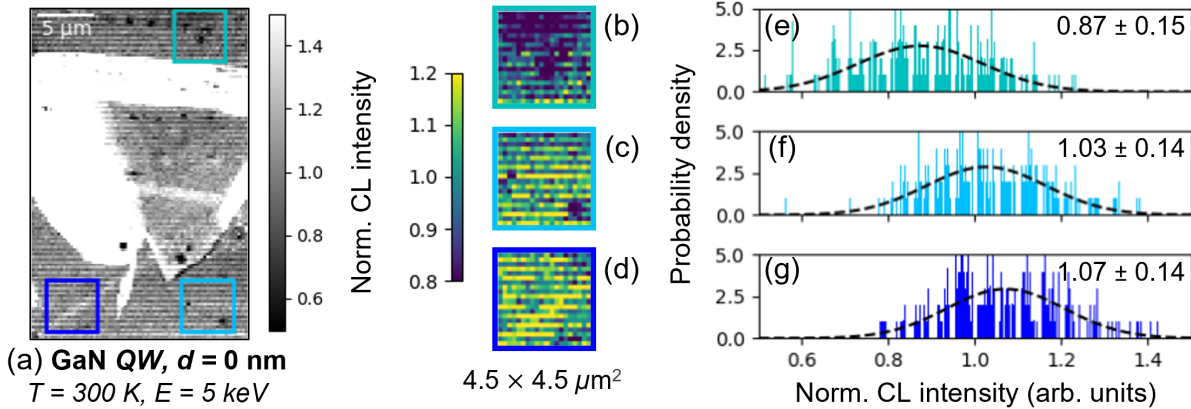 5 μm
1.4
1.2
1.0
0.8
0.6
(a) GaN QW, d = 0 nm
T = 300 K, E = 5 keV
Norm. CL intensity
1.2
1.1
1.0
0.9
0.8
(b)
(c)
(d)
4.5 × 4.5 μm²
Probability density
5.0
2.5
0.0
(e)
0.87 ± 0.15
5.0
2.5
0.0
(f)
1.03 ± 0.14
5.0
2.5
0.0
(g)
1.07 ± 0.14
0.6 0.8 1.0 1.2 1.4
Norm. CL intensity (arb. units)